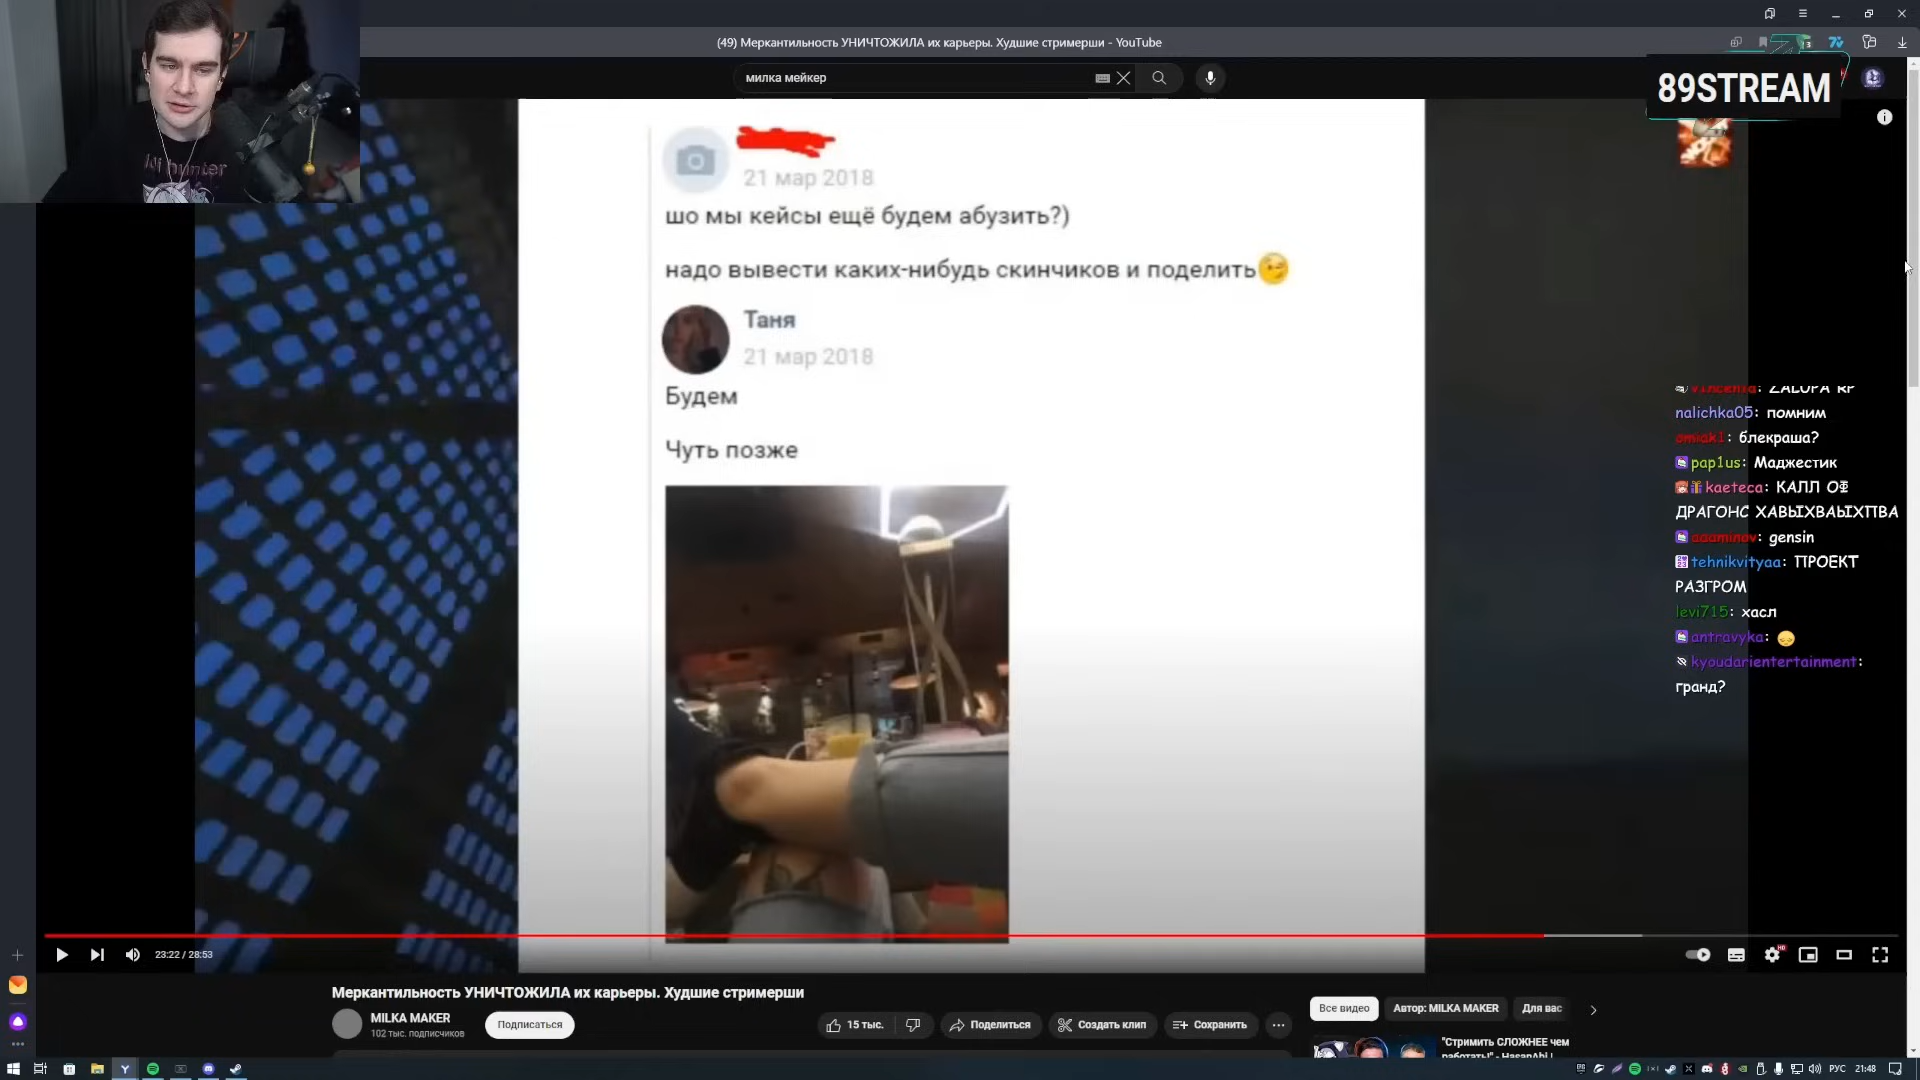 (49) Меркантильность УНИЧТОЖИЛА их карьеры. Худшие стримерши - YouTube
милка мейкер
89STREAM
21 мар 2018
шо мы кейсы ещё будем абузить?)
надо вывести каких-нибудь скинчиков и поделить😏
Таня
21 мар 2018
Будем
Чуть позже
hunter
ZALUPA RP
nalichka05: помним
omiak1: блекраша?
pap1us: Маджестик
kaeteca: КАЛЛ ОФ
ДРАГОНС ХАВЫХВАЫХПВА
aaaminov: gensin
tehnikvityaa: ПРОЕКТ
РАЗГРОМ
levi715: хасл
antravyka: 😔
kyoudarientertainment:
гранд?
23:22 / 28:53
Меркантильность УНИЧТОЖИЛА их карьеры. Худшие стримерши
MILKA MAKER
102 тыс. подписчиков
Подписаться
15 тыс.
Поделиться
Создать клип
Сохранить
Все видео
Автор: MILKA MAKER
Для вас
"Стримить СЛОЖНЕЕ чем
работать!" - HasanAbi |
РУС
21:48